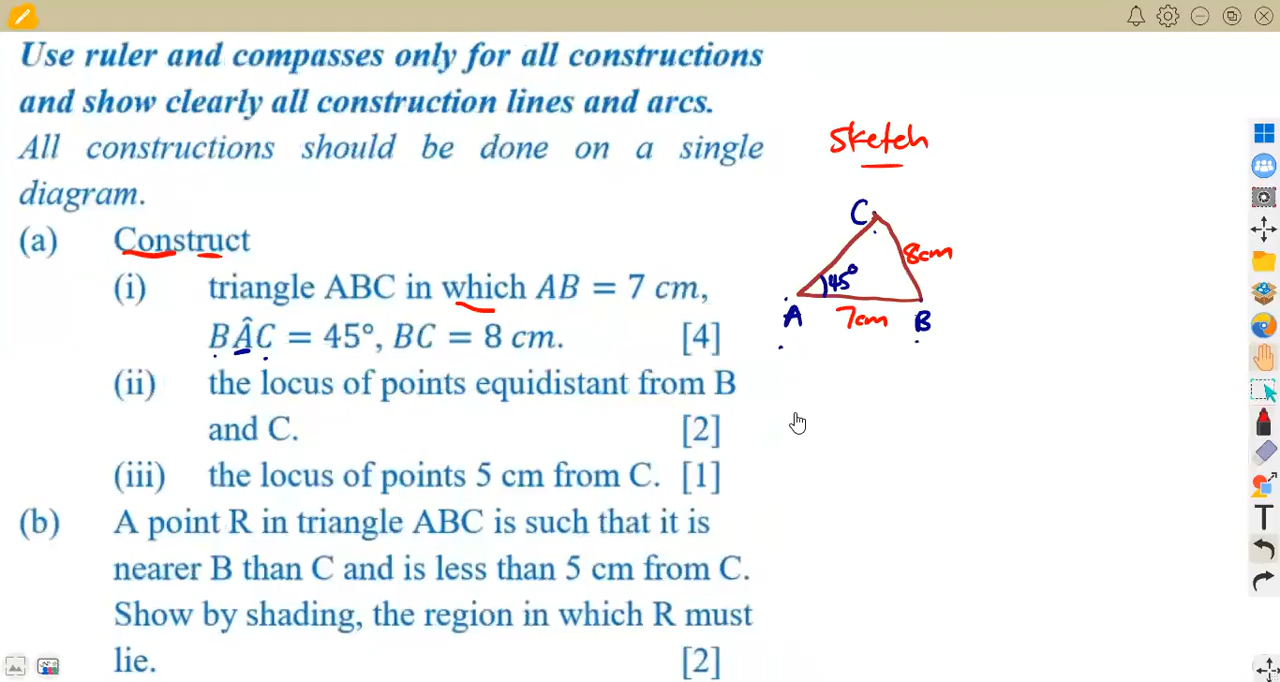 Use ruler and compasses only for all constructions
and show clearly all construction lines and arcs.
All constructions should be done on a single
diagram.
(a) Construct
(i) triangle ABC in which AB = 7 cm,
BÂC = 45°, BC = 8 cm. [4]
(ii) the locus of points equidistant from B
and C. [2]
(iii) the locus of points 5 cm from C. [1]
(b) A point R in triangle ABC is such that it is
nearer B than C and is less than 5 cm from C.
Show by shading, the region in which R must
lie. [2]
Sketch
C
8cm
45°
A 7cm B
T